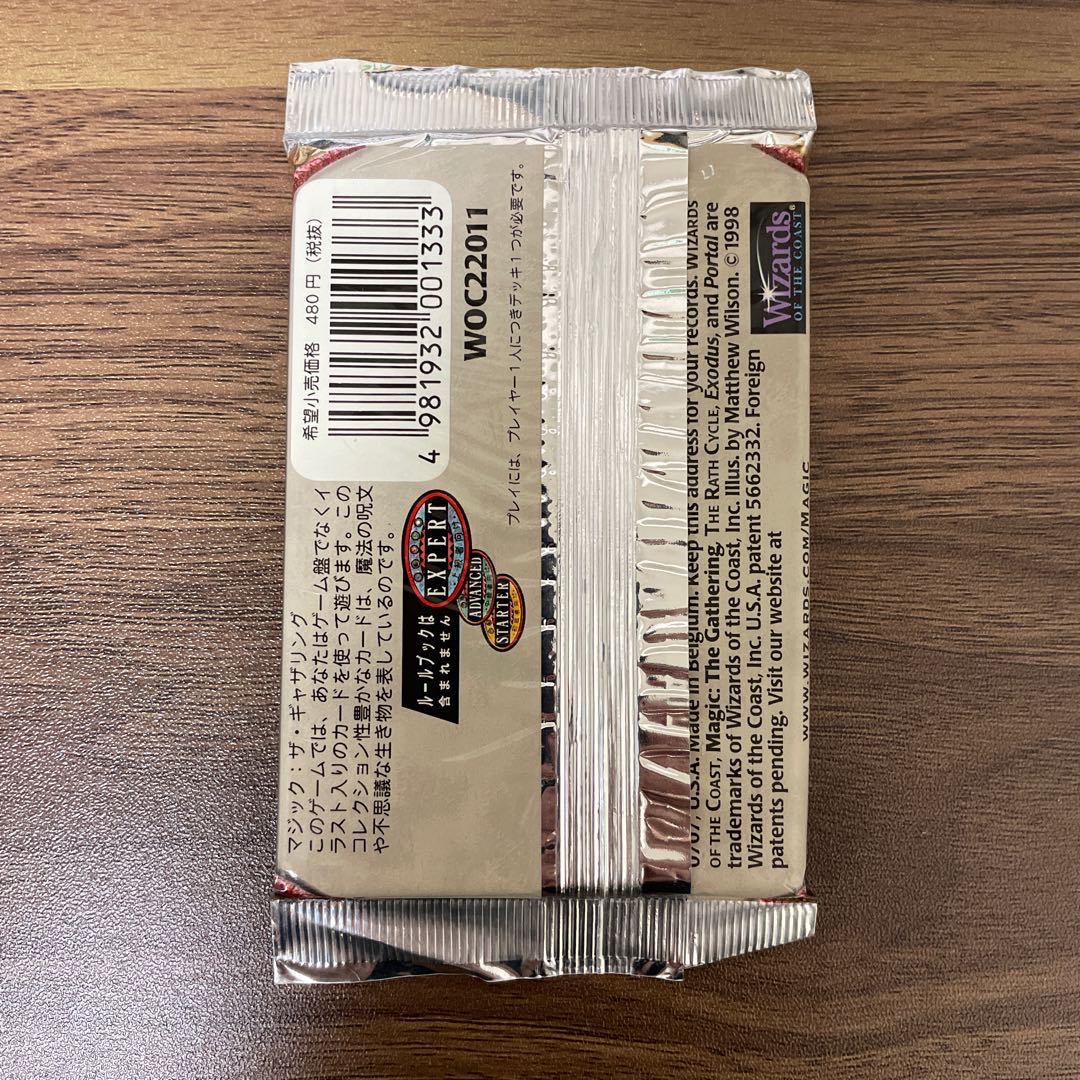 希望小売価格 480円(税抜)
4 981932 001333
WOC22011
プレイには、プレイヤー1人につきデッキ1つが必要です。
マジック:ザ・ギャザリング
このゲームでは、あなたはゲーム盤でなくイ
ラスト入りのカードを使って遊びます。この
コレクション性豊かなカードは、魔法の呪文
や不思議な生き物を表しているのです。
ルールブックは
含まれません
EXPERT
上級者向け
ADVANCED
STARTER
U.S.A. Made in Belgium. Keep this address for your records. WIZARDS
OF THE COAST, Magic: The Gathering, THE RATH CYCLE, Exodus, and Portal are
trademarks of Wizards of the Coast, Inc. Illus. by Matthew Wilson. ©1998
Wizards of the Coast, Inc. U.S.A. patent 5662332. Foreign
patents pending. Visit our website at
WWW.WIZARDS.COM/MAGIC
Wizards
OF THE COAST®